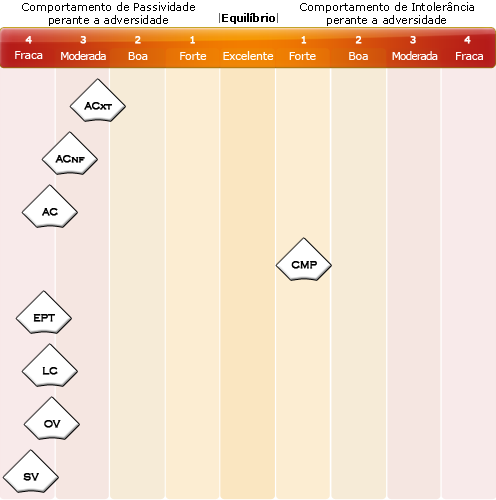 Comportamento de Passividade
perante a adversidade
|Equilíbrio|
Comportamento de Intolerância
perante a adversidade
4 3 2 1 1 2 3 4
Fraca Moderada Boa Forte Excelente Forte Boa Moderada Fraca
ACXT
ACNF
AC
CMP
EPT
LC
OV
SV